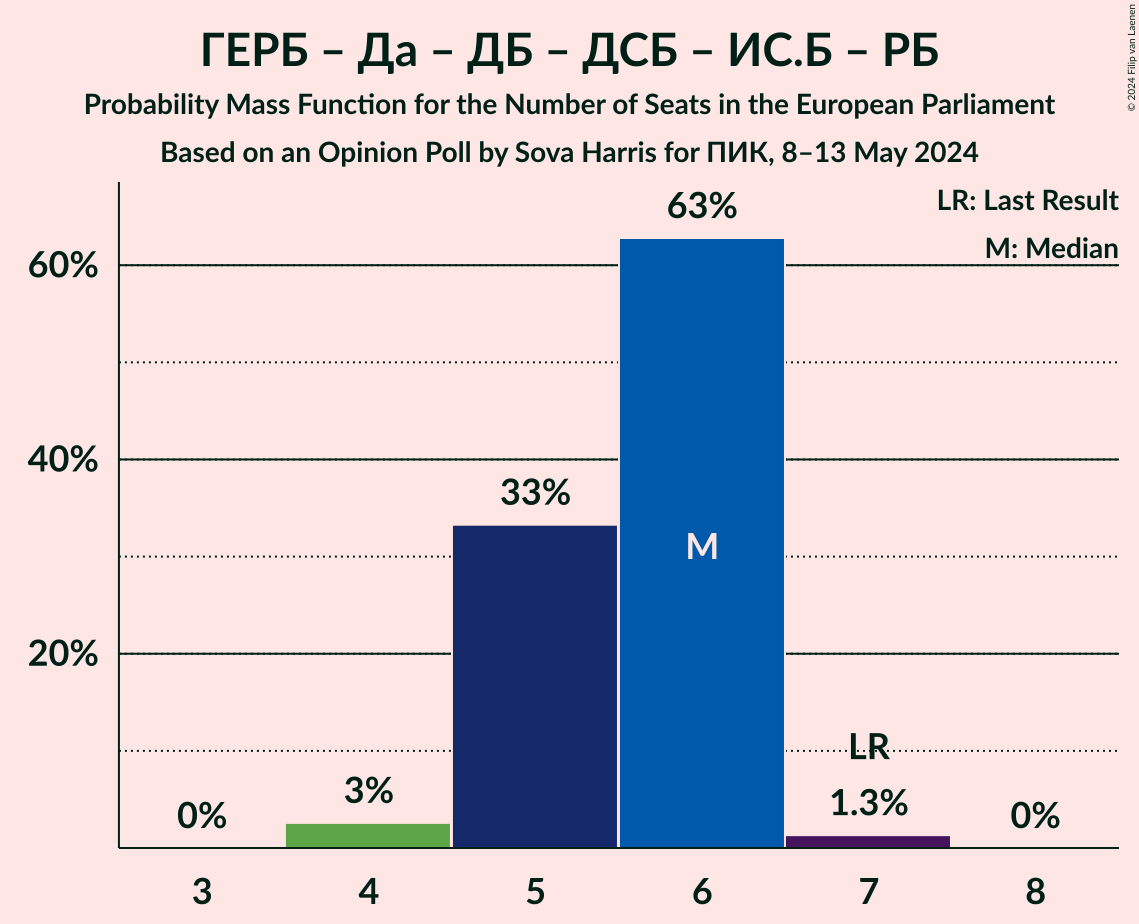 ГЕРБ – Да – ДБ – ДСБ – ИС.Б – РБ
Probability Mass Function for the Number of Seats in the European Parliament
Based on an Opinion Poll by Sova Harris for ПИК, 8–13 May 2024
© 2024 Filip van Laenen
LR: Last Result
M: Median
60%
40%
20%
0%
3%
33%
63%
M
LR
1.3%
0%
3
4
5
6
7
8